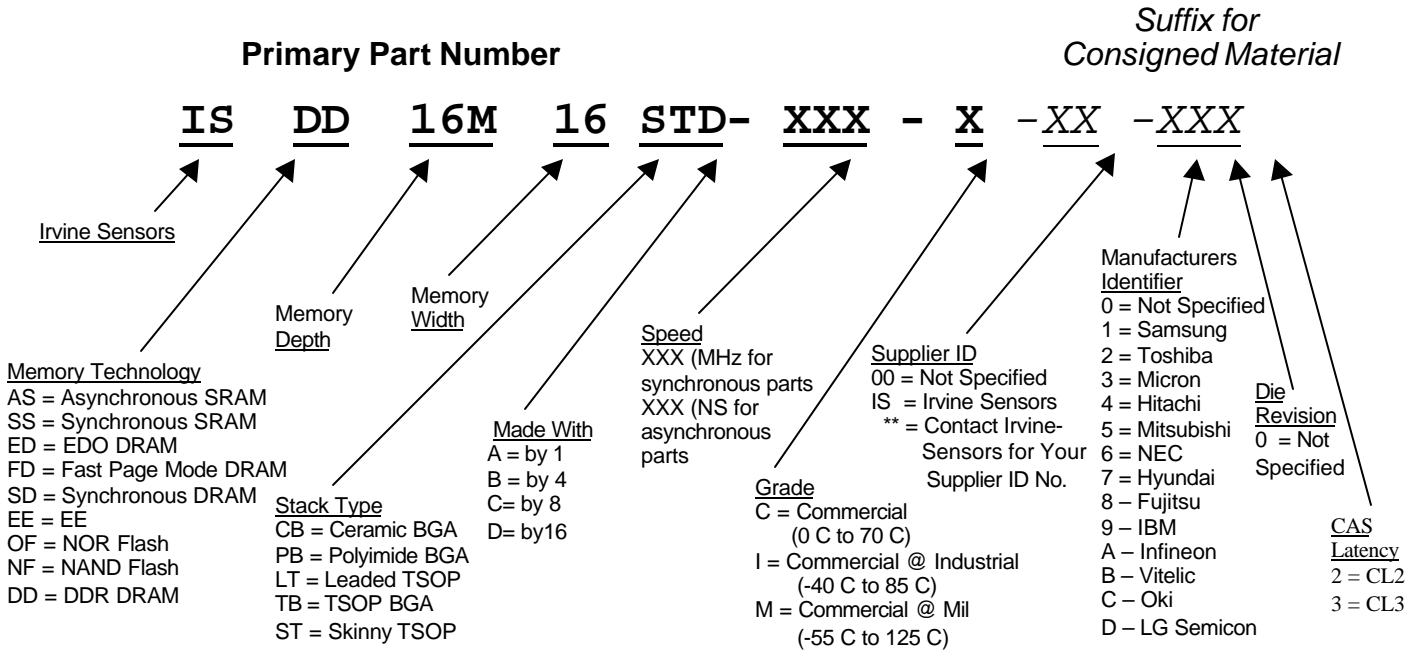 Primary Part Number
Suffix for
Consigned Material
IS DD 16M 16 STD- XXX - X -XX -XXX
Irvine Sensors
Memory Technology
AS = Asynchronous SRAM
SS = Synchronous SRAM
ED = EDO DRAM
FD = Fast Page Mode DRAM
SD = Synchronous DRAM
EE = EE
OF = NOR Flash
NF = NAND Flash
DD = DDR DRAM
Memory
Depth
Memory
Width
Stack Type
CB = Ceramic BGA
PB = Polyimide BGA
LT = Leaded TSOP
TB = TSOP BGA
ST = Skinny TSOP
Made With
A = by 1
B = by 4
C= by 8
D= by16
Speed
XXX (MHz for
synchronous parts
XXX (NS for
asynchronous
parts
Grade
C = Commercial
(0 C to 70 C)
I = Commercial @ Industrial
(-40 C to 85 C)
M = Commercial @ Mil
(-55 C to 125 C)
Supplier ID
00 = Not Specified
IS = Irvine Sensors
** = Contact Irvine-
Sensors for Your
Supplier ID No.
Manufacturers
Identifier
0 = Not Specified
1 = Samsung
2 = Toshiba
3 = Micron
4 = Hitachi
5 = Mitsubishi
6 = NEC
7 = Hyundai
8 – Fujitsu
9 – IBM
A – Infineon
B – Vitelic
C – Oki
D – LG Semicon
Die
Revision
0 = Not
Specified
CAS
Latency
2 = CL2
3 = CL3